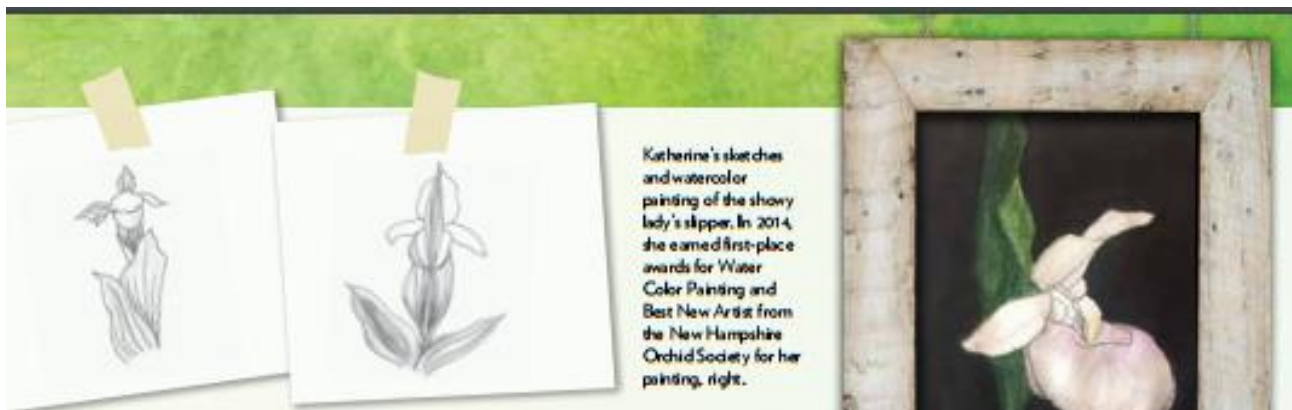 Katherine's sketches
and watercolor
painting of the showy
lady's slipper. In 2014,
she earned first-place
awards for Water
Color Painting and
Best New Artist from
the New Hampshire
Orchid Society for her
painting, right.